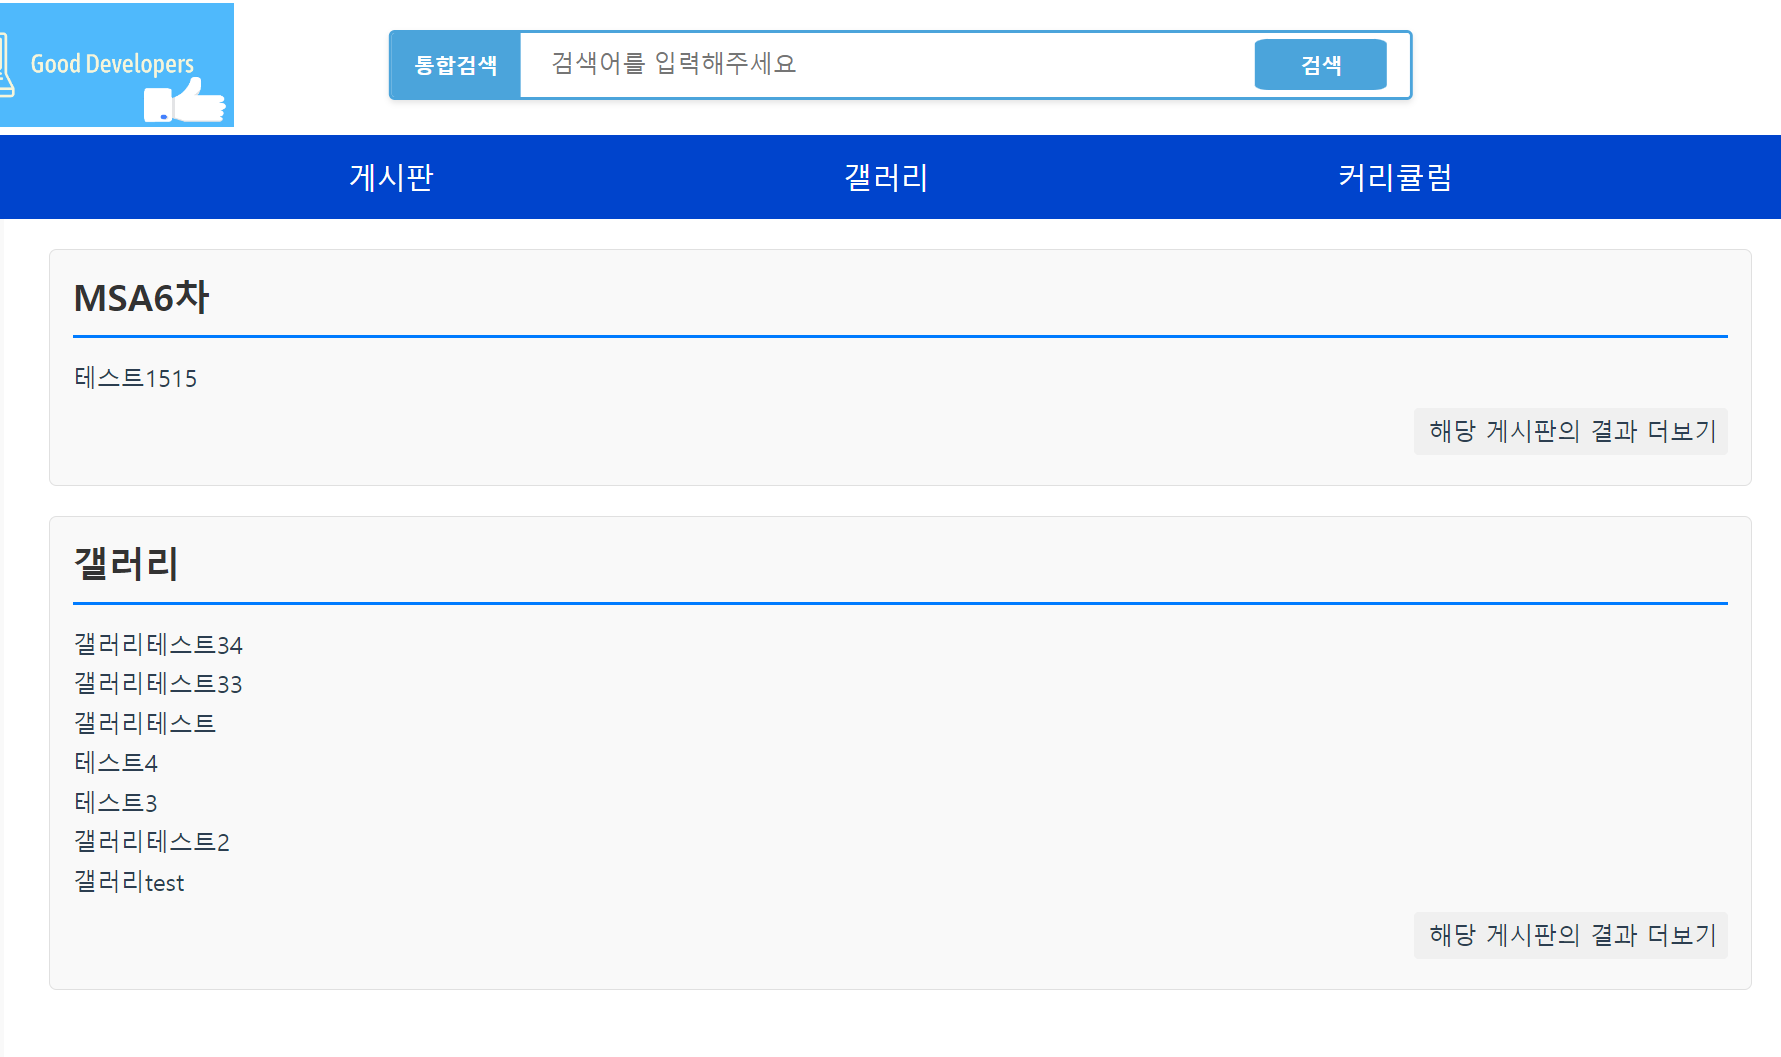 Good Developers
통합검색 검색어를 입력해주세요 검색
게시판 갤러리 커리큘럼
MSA6차
테스트1515
해당 게시판의 결과 더보기
갤러리
갤러리테스트34
갤러리테스트33
갤러리테스트
테스트4
테스트3
갤러리테스트2
갤러리test
해당 게시판의 결과 더보기